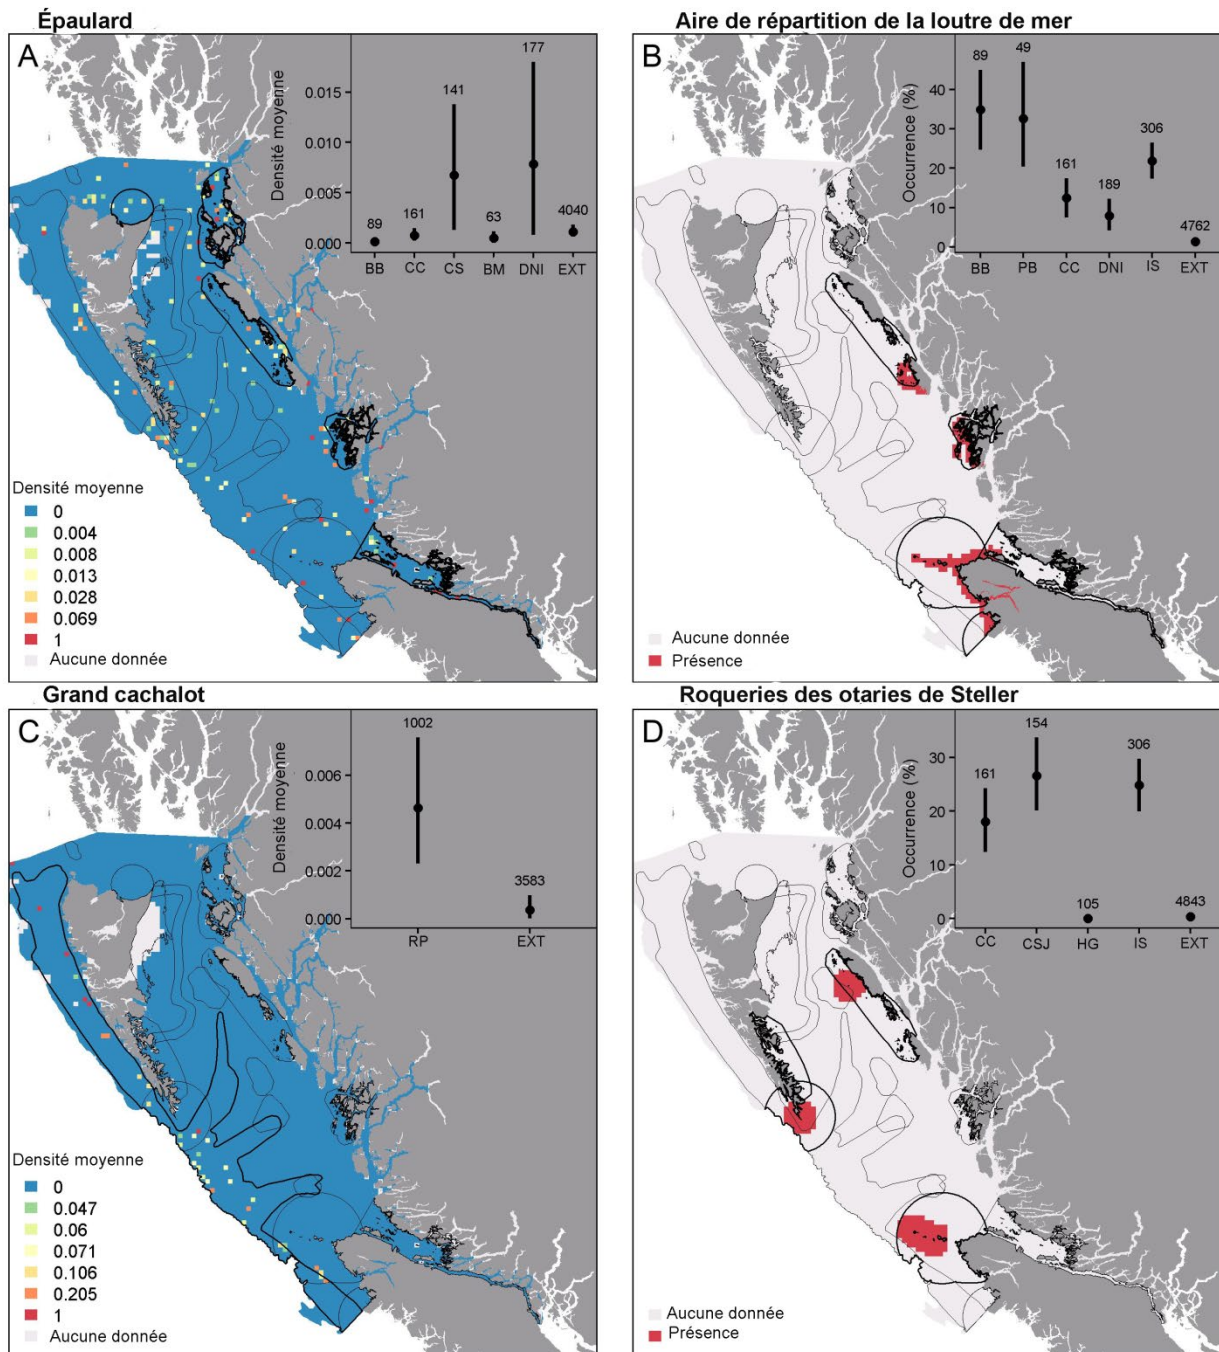 Épaulard
A
Densité moyenne
0.015
0.010
0.005
0.000
89
161
141
63
177
4040
BB
CC
CS
BM
DNI
EXT
Densité moyenne
0
0.004
0.008
0.013
0.028
0.069
1
Aucune donnée
Aire de répartition de la loutre de mer
B
Occurrence (%)
40
30
20
10
0
89
49
161
189
306
4762
BB
PB
CC
DNI
IS
EXT
Aucune donnée
Présence
Grand cachalot
C
Densité moyenne
0.006
0.004
0.002
0.000
1002
3583
RP
EXT
Densité moyenne
0
0.047
0.06
0.071
0.106
0.205
1
Aucune donnée
Roqueries des otaries de Steller
D
Occurrence (%)
30
20
10
0
161
154
105
306
4843
CC
CSJ
HG
IS
EXT
Aucune donnée
Présence